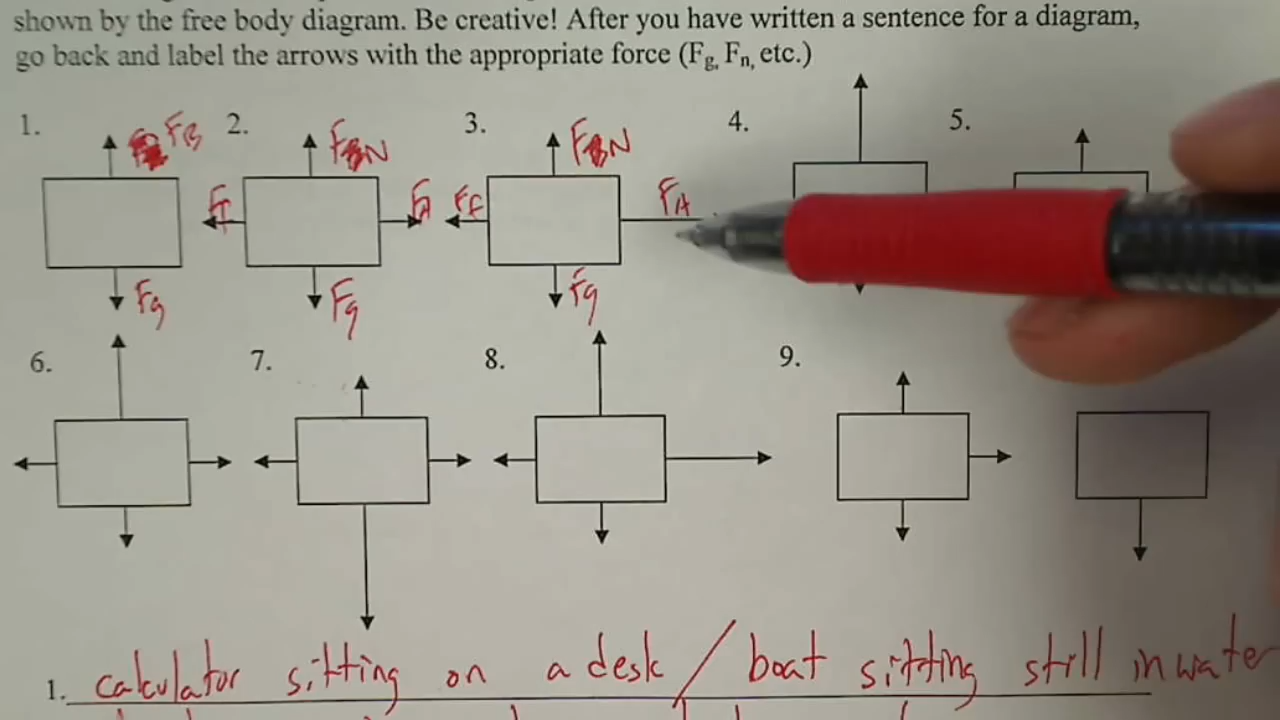 shown by the free body diagram. Be creative! After you have written a sentence for a diagram,
go back and label the arrows with the appropriate force (Fg, Fn, etc.)
1. FB 2. FN 3. FN 4. 5.
FF FA
Fg Fg Fg
6. 7. 8. 9.
1. calculator sitting on a desk / boat sitting still in water